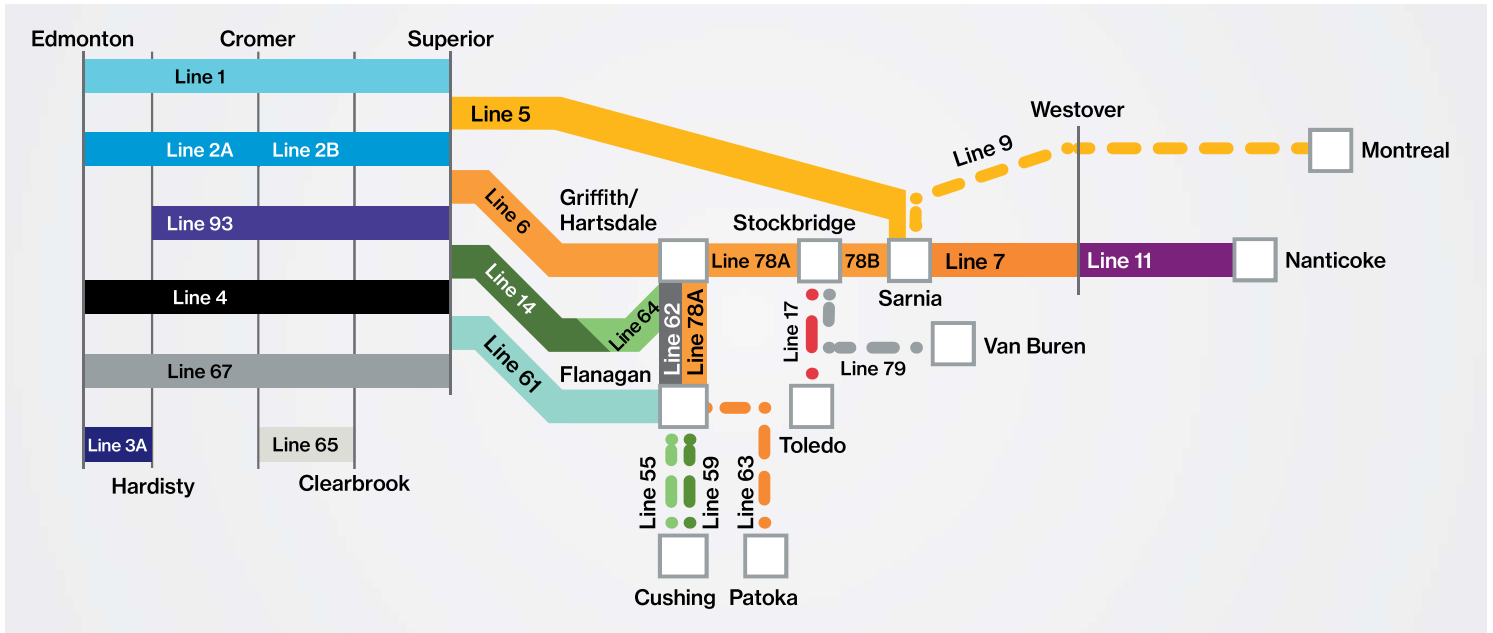 Edmonton
Cromer
Superior
Line 1
Line 5
Westover
Line 2A
Line 2B
Line 9
Montreal
Line 93
Line 6
Griffith/
Hartsdale
Stockbridge
Line 78A
78B
Line 7
Line 11
Nanticoke
Sarnia
Line 4
Line 14
Line 64
Line 62
Line 78A
Line 17
Van Buren
Line 79
Line 67
Line 61
Flanagan
Toledo
Line 3A
Line 65
Hardisty
Clearbrook
Line 55
Line 59
Line 63
Cushing
Patoka